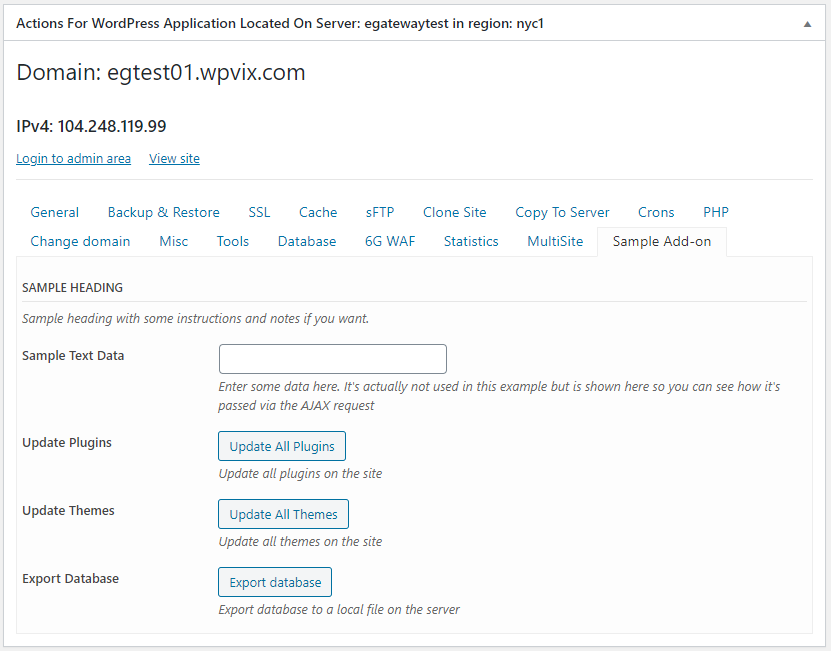 Actions For WordPress Application Located On Server: egatewaytest in region: nyc1
Domain: egtest01.wpvix.com
IPv4: 104.248.119.99
Login to admin area View site
General Backup & Restore SSL Cache sFTP Clone Site Copy To Server Crons PHP
Change domain Misc Tools Database 6G WAF Statistics MultiSite Sample Add-on
SAMPLE HEADING
Sample heading with some instructions and notes if you want.
Sample Text Data
Enter some data here. It's actually not used in this example but is shown here so you can see how it's
passed via the AJAX request
Update Plugins Update All Plugins
Update all plugins on the site
Update Themes Update All Themes
Update all themes on the site
Export Database Export database
Export database to a local file on the server